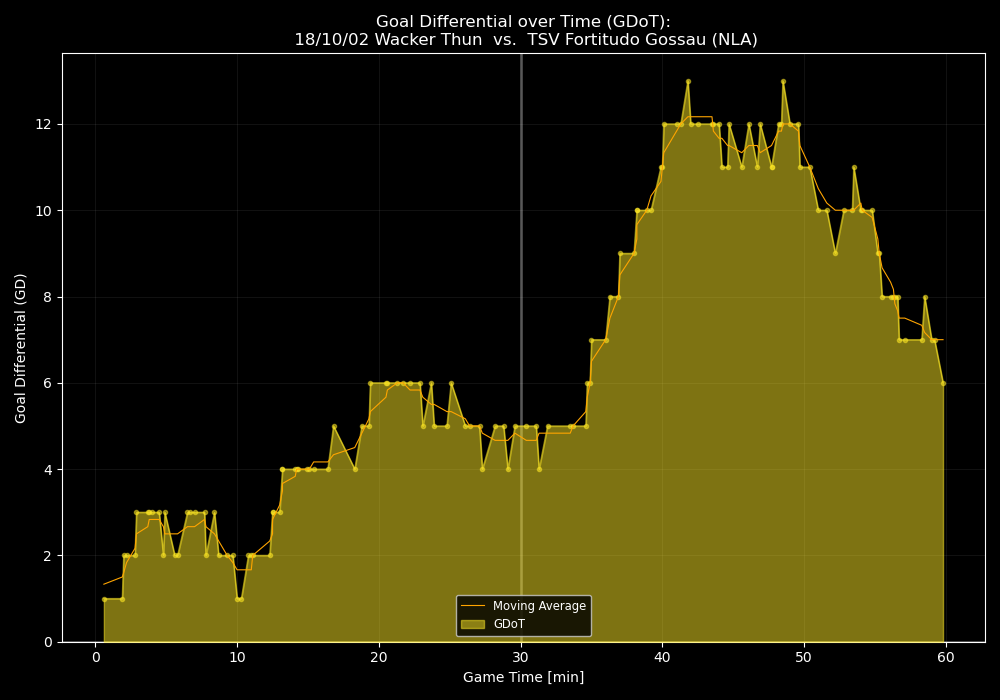 Goal Differential over Time (GDoT):
18/10/02 Wacker Thun vs. TSV Fortitudo Gossau (NLA)
Goal Differential (GD)
12
10
8
6
4
2
0
Moving Average
GDoT
0 10 20 30 40 50 60
Game Time [min]